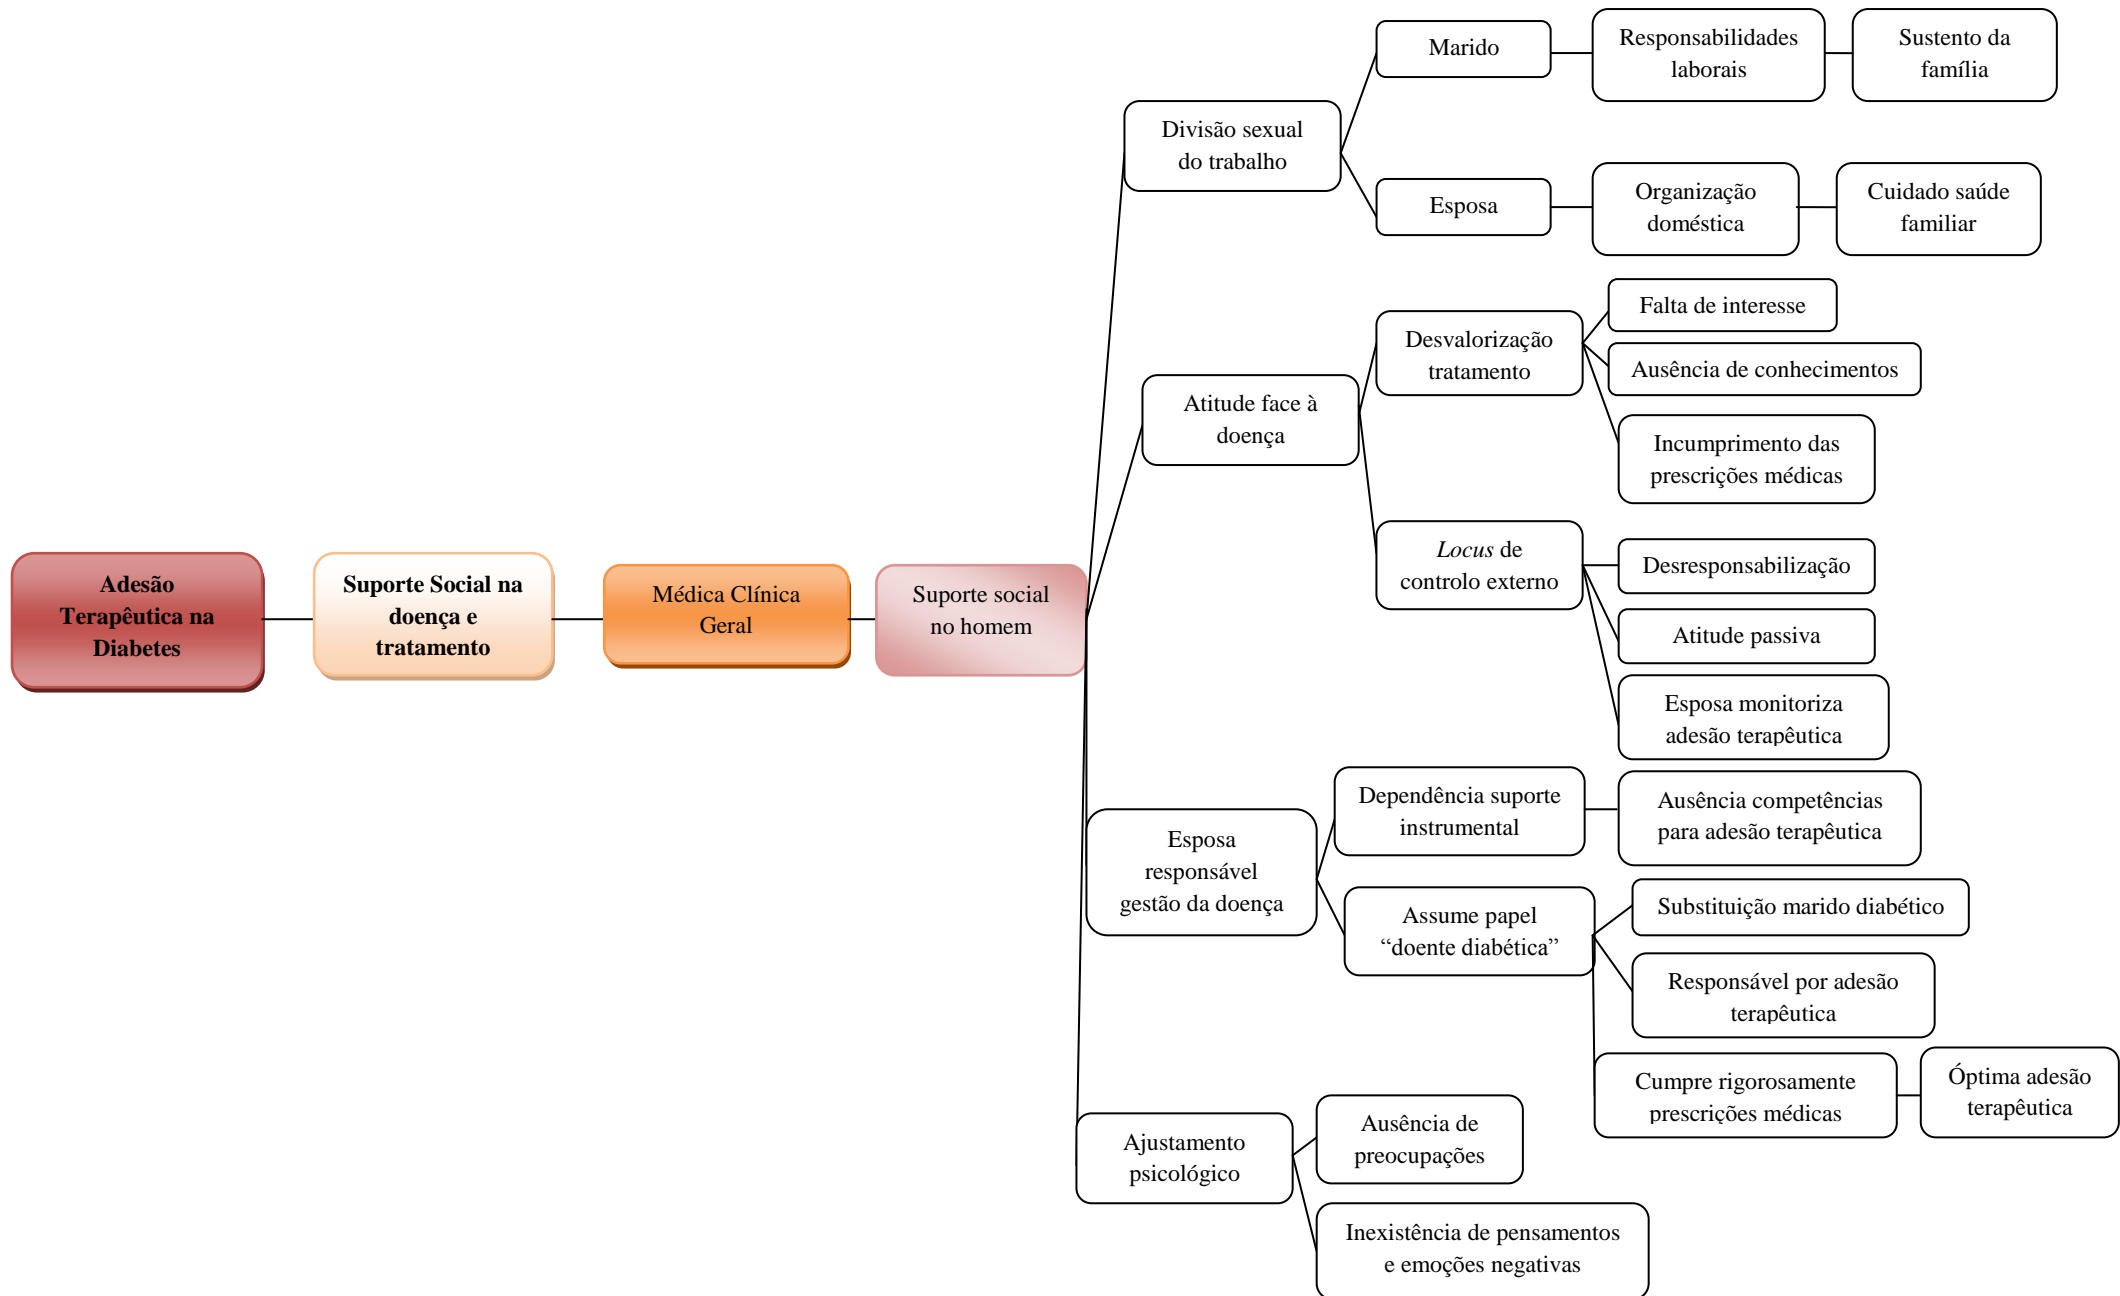 Adesão
Terapêutica na
Diabetes
Suporte Social na
doença e
tratamento
Médica Clínica
Geral
Suporte social
no homem
Divisão sexual
do trabalho
Marido
Responsabilidades
laborais
Sustento da
família
Esposa
Organização
doméstica
Cuidado saúde
familiar
Atitude face à
doença
Desvalorização
tratamento
Falta de interesse
Ausência de conhecimentos
Incumprimento das
prescrições médicas
Locus de
controlo externo
Desresponsabilização
Atitude passiva
Esposa monitoriza
adesão terapêutica
Esposa
responsável
gestão da doença
Dependência suporte
instrumental
Ausência competências
para adesão terapêutica
Assume papel
“doente diabética”
Substituição marido diabético
Responsável por adesão
terapêutica
Cumpre rigorosamente
prescrições médicas
Óptima adesão
terapêutica
Ajustamento
psicológico
Ausência de
preocupações
Inexistência de pensamentos
e emoções negativas